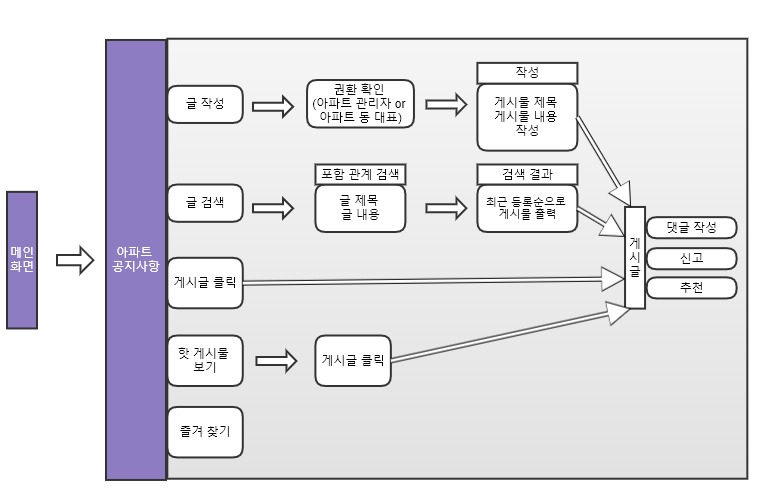 메인
화면
아파트
공지사항
글 작성
권환 확인
(아파트 관리자 or
아파트 동 대표)
작성
게시물 제목
게시물 내용
작성
글 검색
포함 관계 검색
글 제목
글 내용
검색 결과
최근 등록순으로
게시물 출력
게시글 클릭
핫 게시물
보기
게시글 클릭
즐겨 찾기
게
시
글
댓글 작성
신고
추천